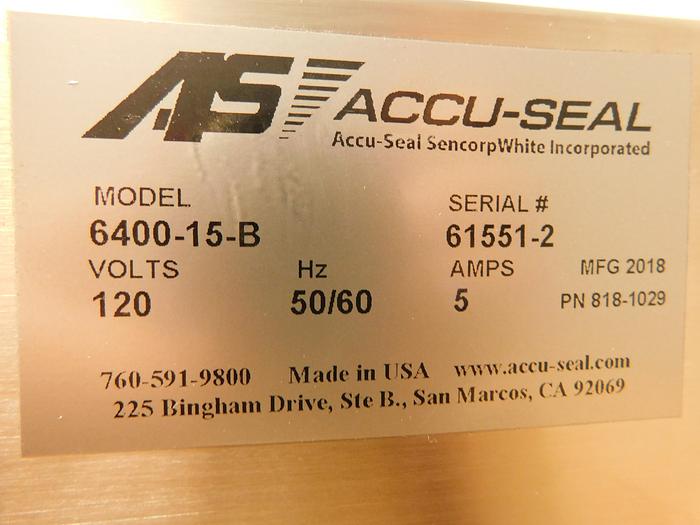 AS ACCU-SEAL
Accu-Seal SencorpWhite Incorporated
MODEL SERIAL #
6400-15-B 61551-2
VOLTS Hz AMPS MFG 2018
120 50/60 5 PN 818-1029
760-591-9800 Made in USA www.accu-seal.com
225 Bingham Drive, Ste B., San Marcos, CA 92069